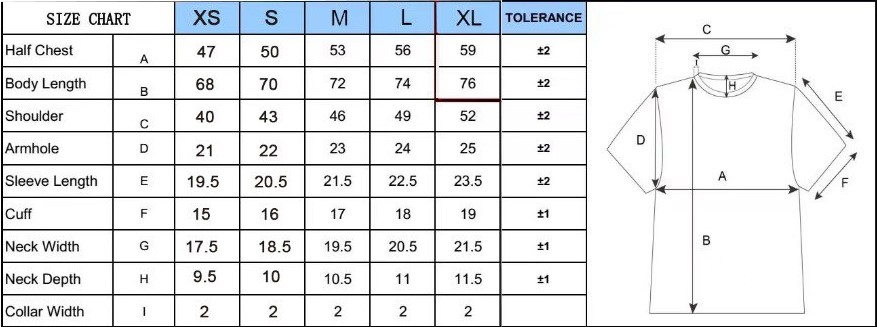 SIZE CHART XS S M L XL TOLERANCE
Half Chest A 47 50 53 56 59 ±2
Body Length B 68 70 72 74 76 ±2
Shoulder C 40 43 46 49 52 ±2
Armhole D 21 22 23 24 25 ±2
Sleeve Length E 19.5 20.5 21.5 22.5 23.5 ±2
Cuff F 15 16 17 18 19 ±1
Neck Width G 17.5 18.5 19.5 20.5 21.5 ±1
Neck Depth H 9.5 10 10.5 11 11.5 ±1
Collar Width I 2 2 2 2 2
C
G
I
H
E
D
A
F
B